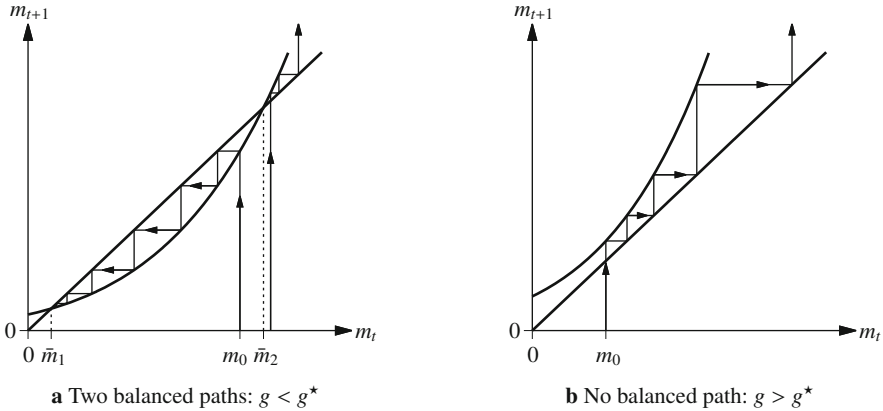 m_{t+1}
m_{t+1}
0
m_t
0
m_t
0 m̄_1 m_0 m̄_2
0 m_0
a Two balanced paths: g < g*
b No balanced path: g > g*